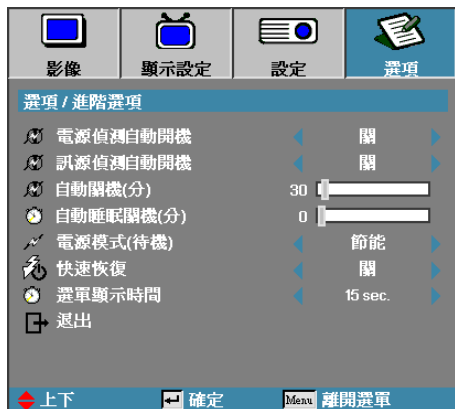 影像 顯示設定 設定 選項
選項 / 進階選項
電源偵測自動開機 關
訊源偵測自動開機 關
自動關機(分) 30
自動睡眠關機(分) 0
電源模式(待機) 節能
快速恢復 關
選單顯示時間 15 sec.
退出
上下 確定 Menu 離開選單